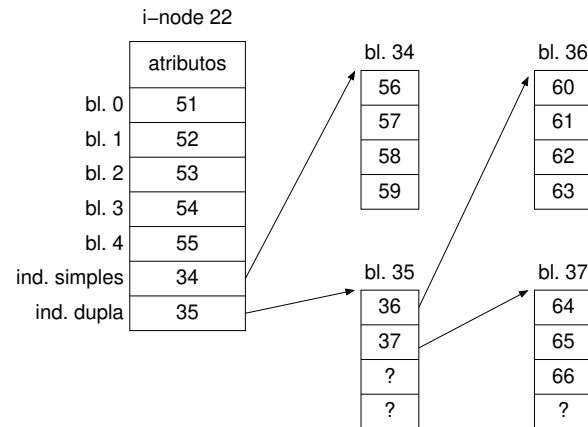 i−node 22
atributos
bl. 0 51
bl. 1 52
bl. 2 53
bl. 3 54
bl. 4 55
ind. simples 34
ind. dupla 35
bl. 34
56
57
58
59
bl. 36
60
61
62
63
bl. 35
36
37
?
?
bl. 37
64
65
66
?